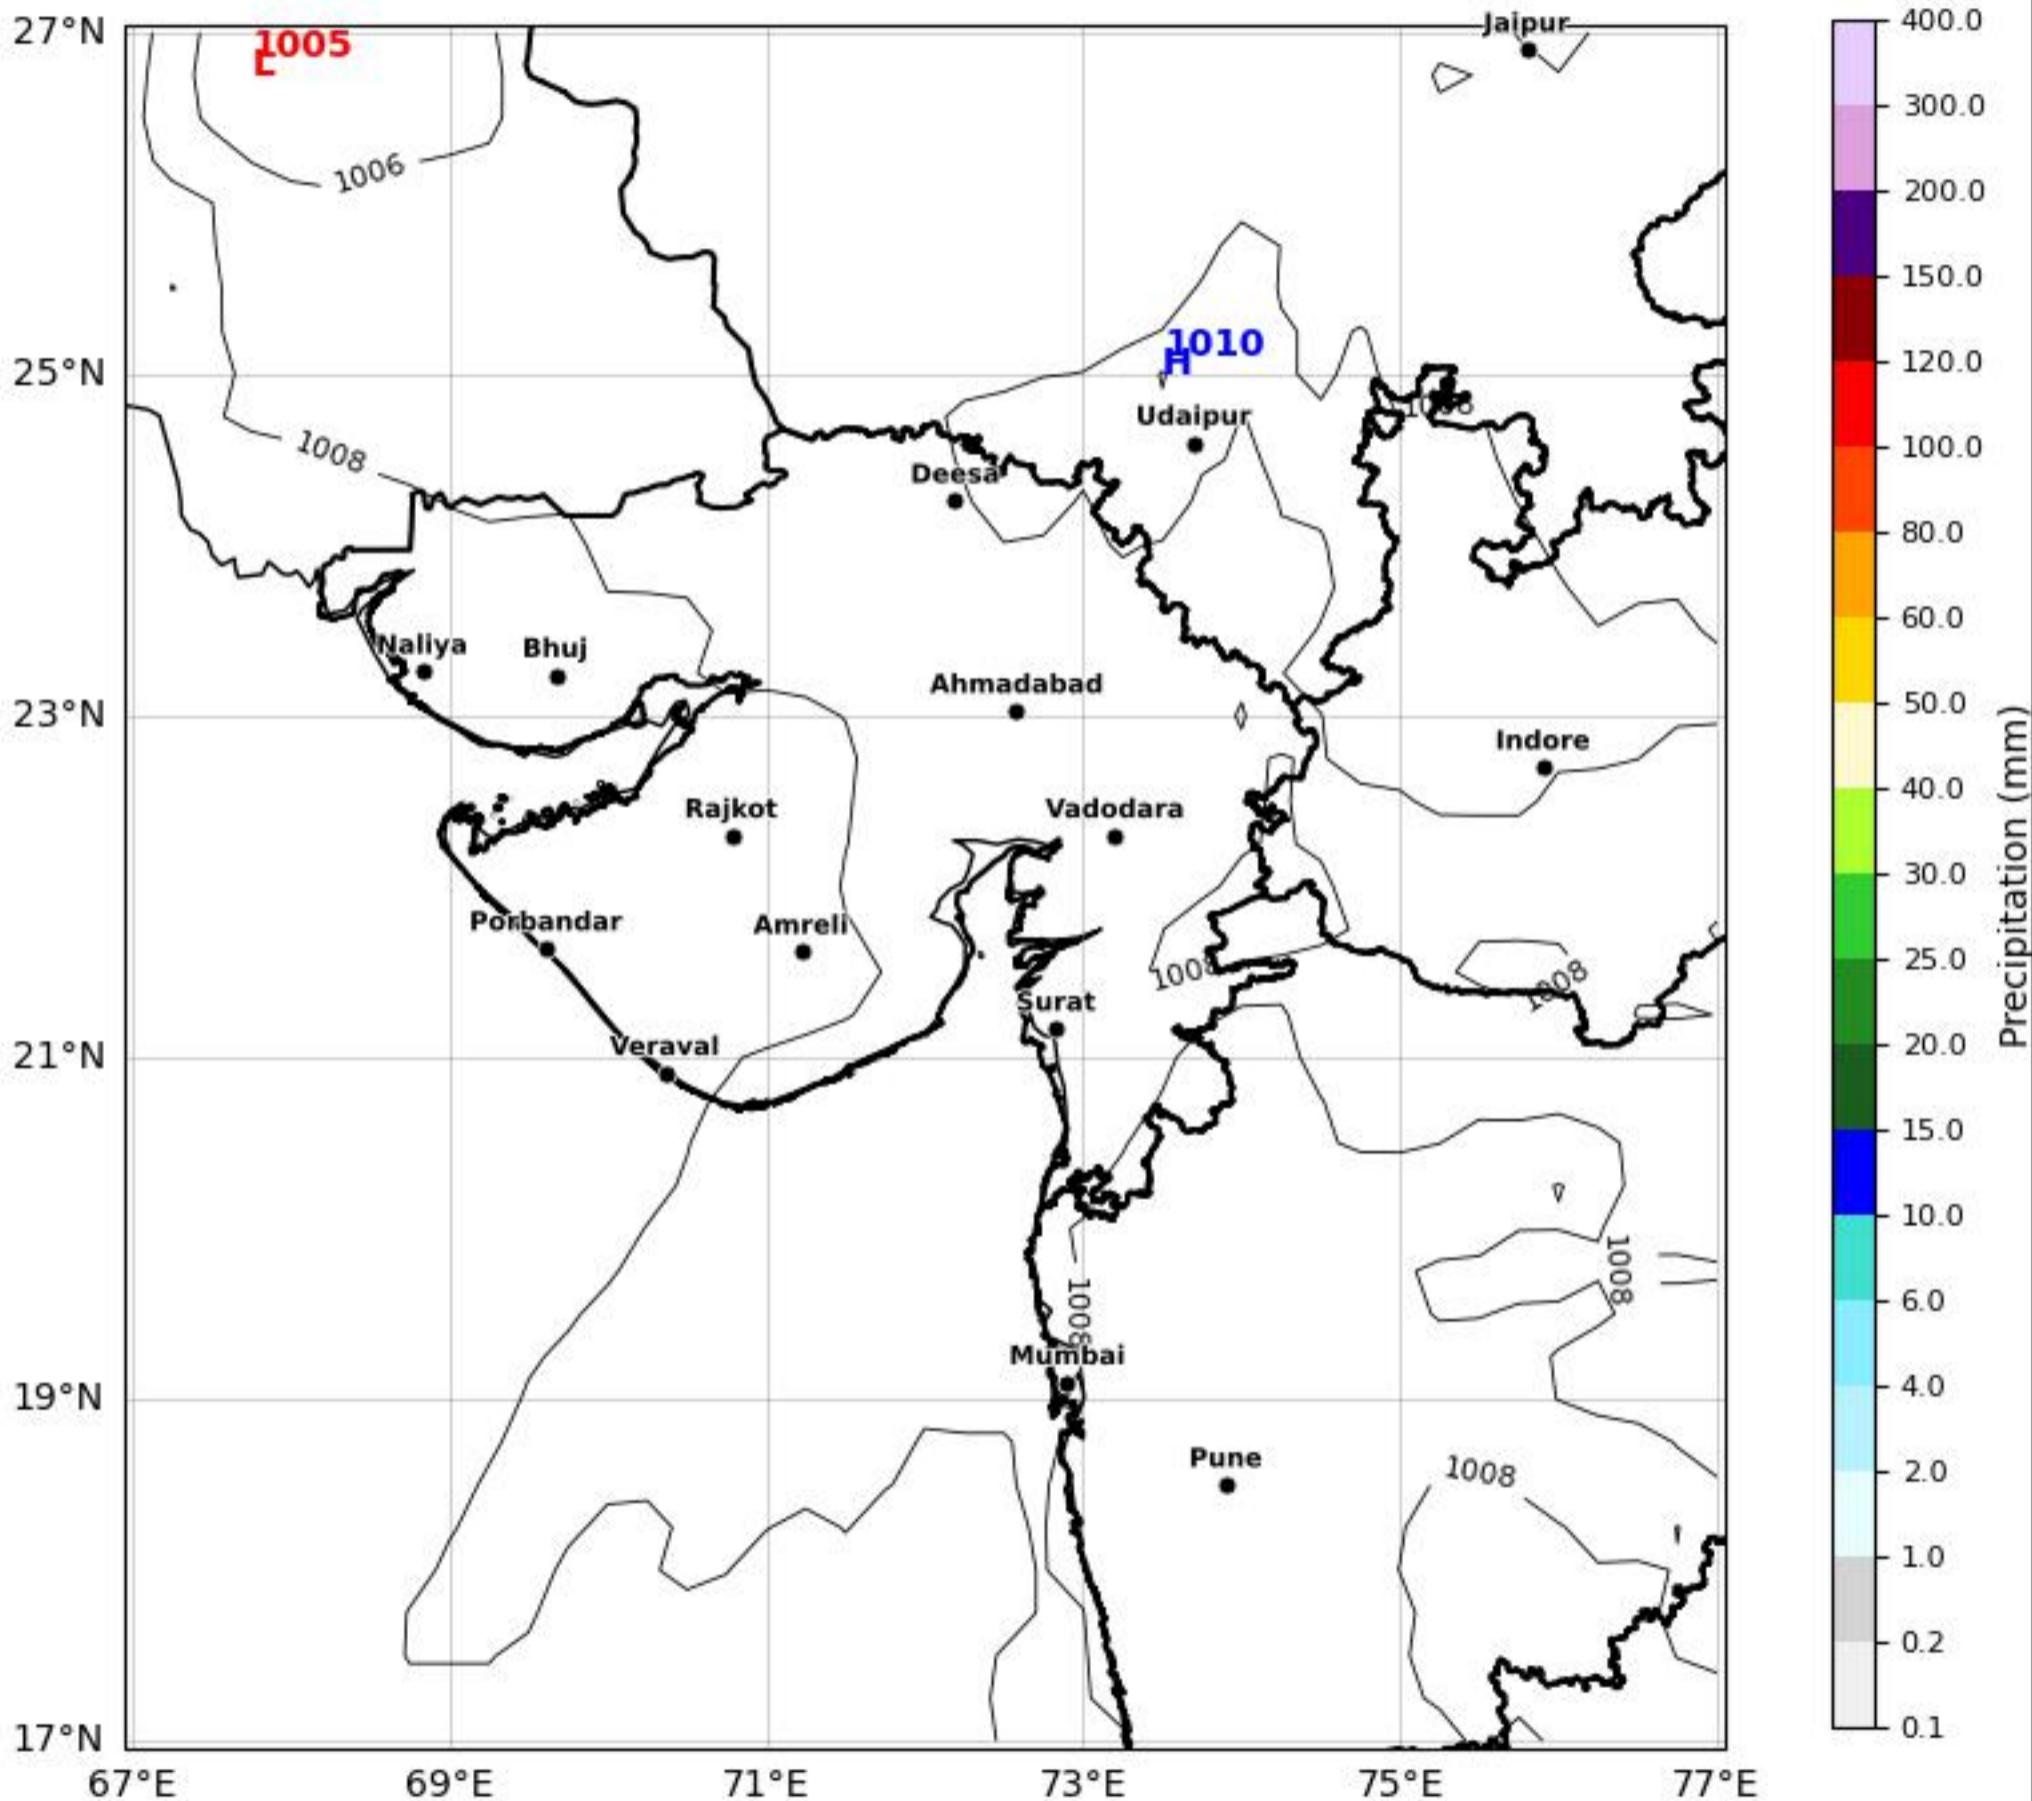 27°N
25°N
23°N
21°N
19°N
17°N
67°E
69°E
71°E
73°E
75°E
77°E
1005
L
1006
1008
Jaipur
1010
H
Udaipur
1008
Deesa
Naliya
Bhuj
Ahmadabad
Indore
Rajkot
Vadodara
Porbandar
Amreli
1008
1008
Surat
Veraval
1008
1008
Mumbai
Pune
1008
400.0
300.0
200.0
150.0
120.0
100.0
80.0
60.0
50.0
40.0
30.0
25.0
20.0
15.0
10.0
6.0
4.0
2.0
1.0
0.2
0.1
Precipitation (mm)